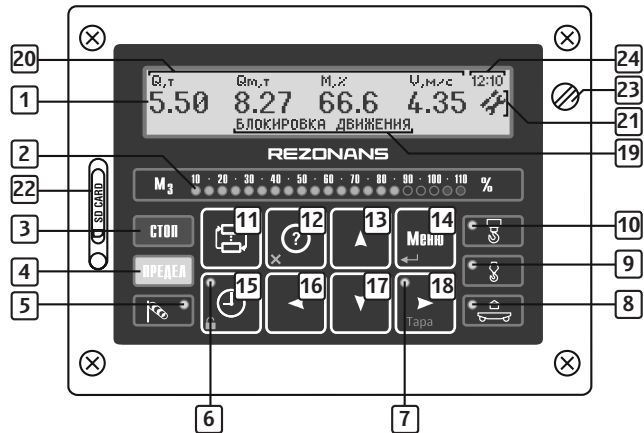 20
24
Q,т Qm,т M,% V,м/с 12:10
1
5.50 8.27 66.6 4.35
23
21
БЛОКИРОВКА ДВИЖЕНИЯ
19
REZONANS
2
M3 10 · 20 · 30 · 40 · 50 · 60 · 70 · 80 · 90 · 100 · 110 %
22
SD CARD
3
СТОП
11
12
?
×
13
14
Меню
10
4
ПРЕДЕЛ
9
5
15
16
17
18
Тара
8
6
7